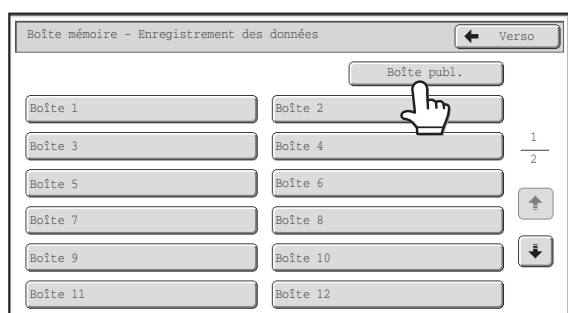 Boîte mémoire - Enregistrement des données
Verso
Boîte publ.
Boîte 1
Boîte 2
Boîte 3
Boîte 4
1
2
Boîte 5
Boîte 6
Boîte 7
Boîte 8
Boîte 9
Boîte 10
Boîte 11
Boîte 12